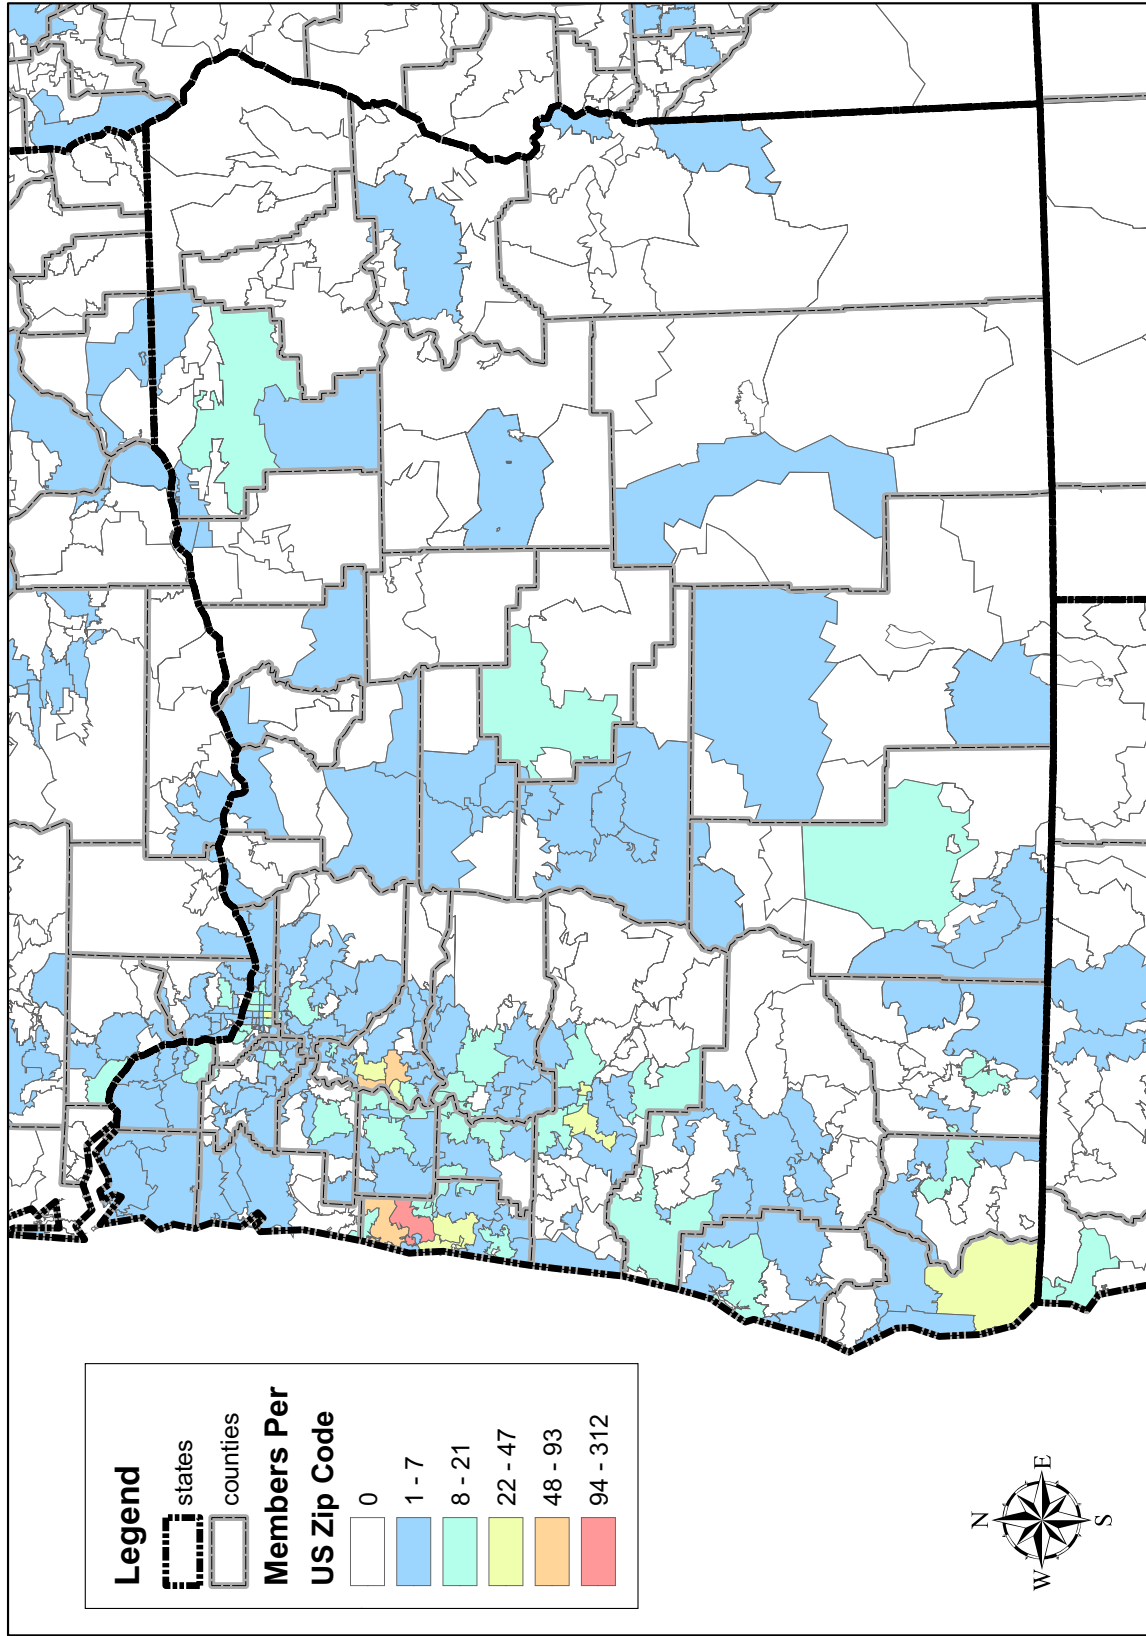 Legend
states
counties
Members Per
US Zip Code
0
1 - 7
8 - 21
22 - 47
48 - 93
94 - 312
N
W E
S